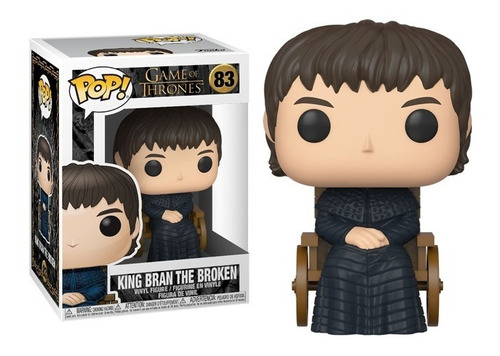 POP!
GAME OF
THRONES
83
KING BRAN THE BROKEN
VINYL FIGURE / FIGURINE EN VINYLE
FIGURA DE VINIL